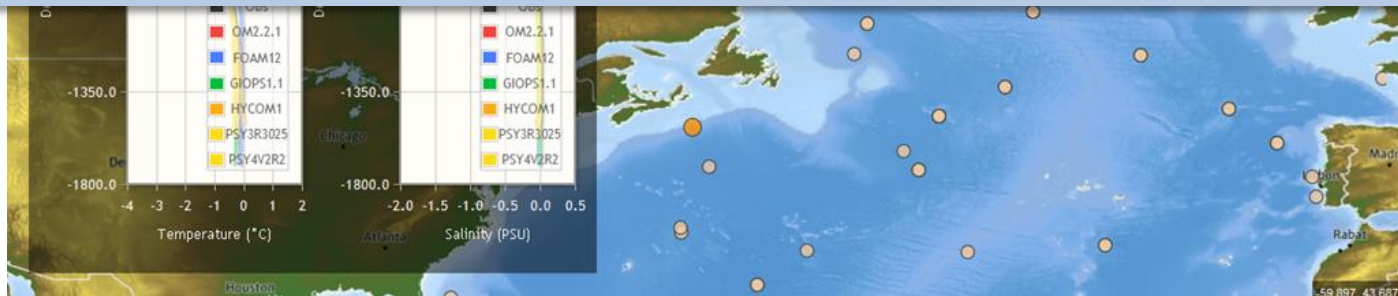 Obs
OM2.2.1
FOAM12
GIOPS1.1
HYCOM1
PSY3R3025
PSY4V2R2
-1350.0
-1800.0
-4 -3 -2 -1 0 1 2
Temperature (°C)
Obs
OM2.2.1
FOAM12
GIOPS1.1
HYCOM1
PSY3R3025
PSY4V2R2
-1350.0
-1800.0
-2.0 -1.5 -1.0 -0.5 0.0 0.5
Salinity (PSU)
Chicago
De
Atlanta
Houston
Madr
Lisbon
Rabat
-59.897, 43.687